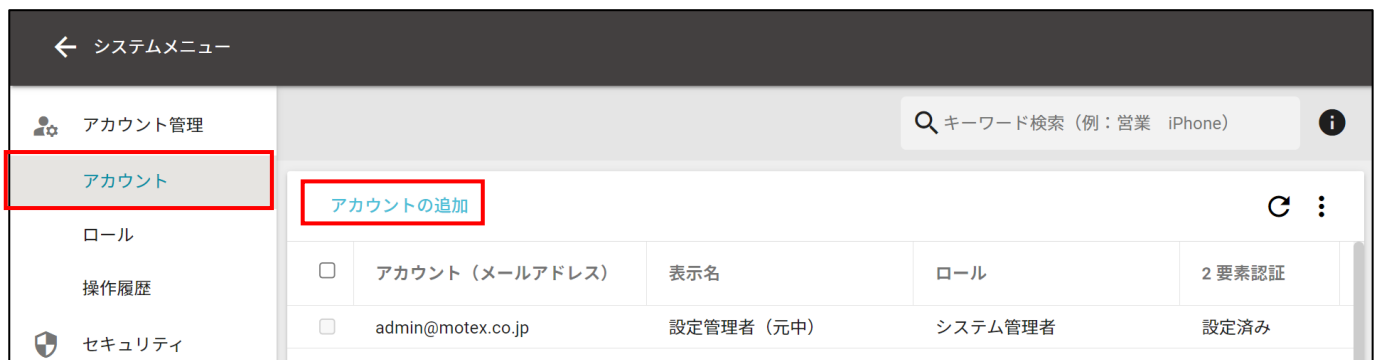 システムメニュー
アカウント管理
アカウント
ロール
操作履歴
セキュリティ
キーワード検索（例：営業　iPhone）
アカウントの追加
アカウント（メールアドレス） 表示名 ロール 2 要素認証
admin@motex.co.jp 設定管理者（元中） システム管理者 設定済み